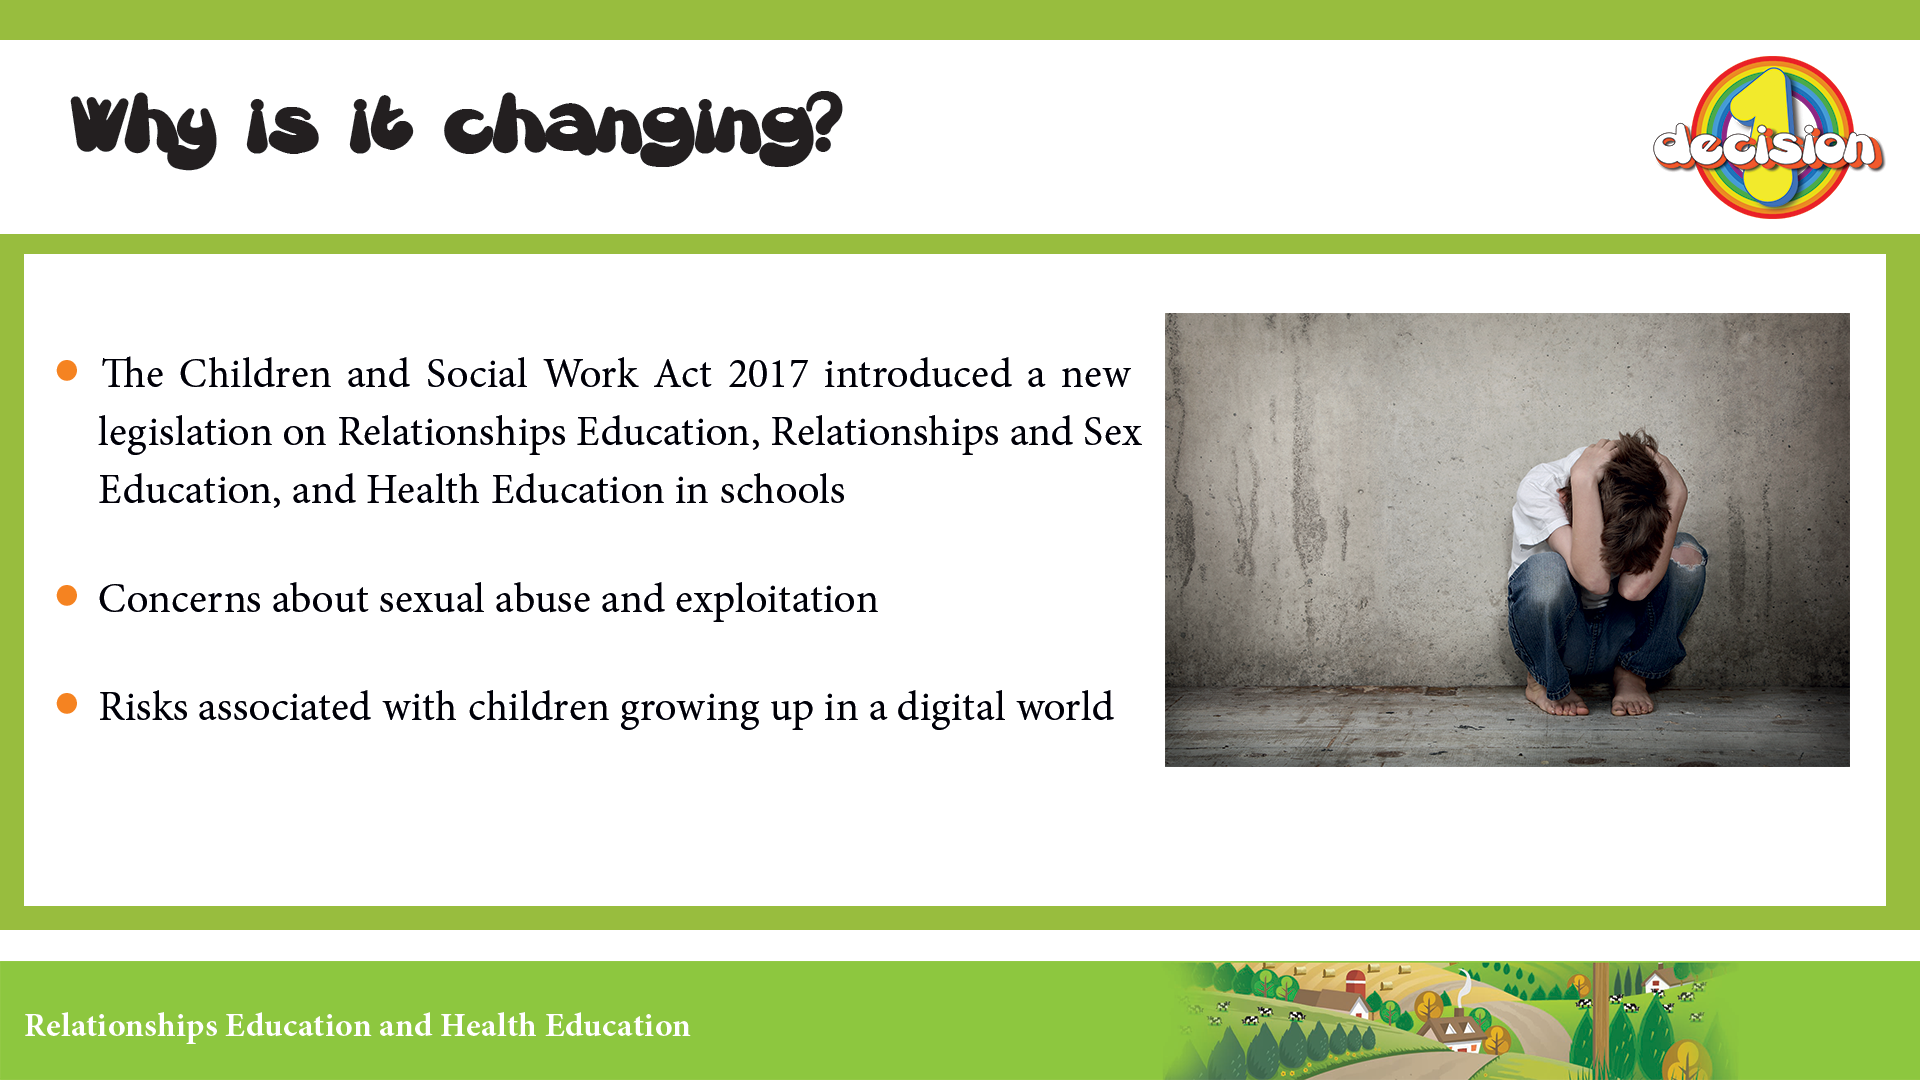 Why is it changing?
1
decision
The Children and Social Work Act 2017 introduced a new
legislation on Relationships Education, Relationships and Sex
Education, and Health Education in schools
Concerns about sexual abuse and exploitation
Risks associated with children growing up in a digital world
Relationships Education and Health Education